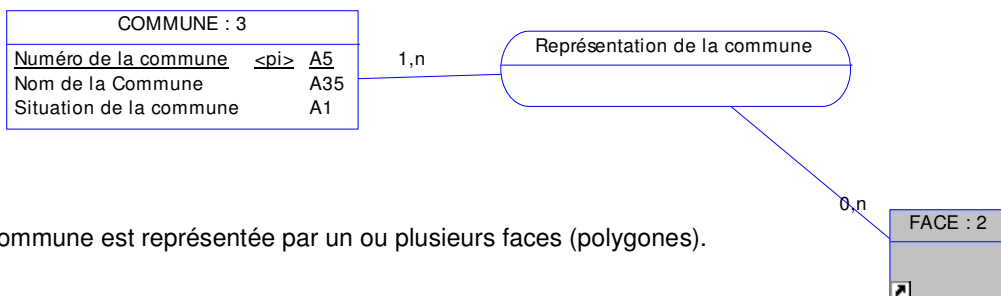 COMMUNE : 3
Numéro de la commune <pi> A5
Nom de la Commune A35
Situation de la commune A1
1,n
Représentation de la commune
0,n
FACE : 2
ommune est représentée par un ou plusieurs faces (polygones).